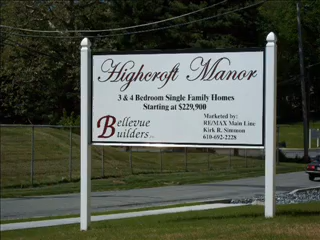 Highcroft Manor
3 & 4 Bedroom Single Family Homes
Starting at $229,900
Bellevue
Builders
Marketed by:
RE/MAX Main Line
Kirk R. Simmon
610-692-2228